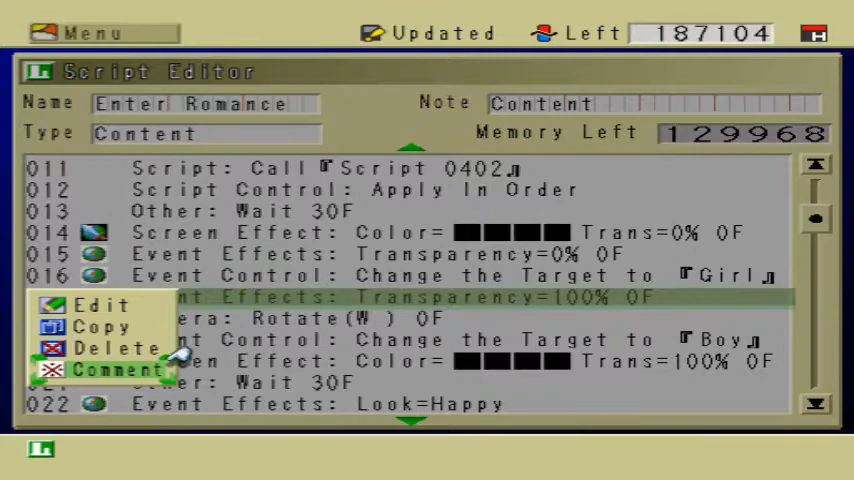 Menu
Updated
Left 187104
Script Editor
Name Enter Romance
Note Content
Type Content
Memory Left 129968
011 Script: Call『Script 0402』
012 Script Control: Apply In Order
013 Other: Wait 30F
014 Screen Effect: Color= Trans=0% 0F
015 Event Effects: Transparency=0% 0F
016 Event Control: Change the Target to 『Girl』
nt Effects: Transparency=100% 0F
era: Rotate(W ) 0F
nt Control: Change the Target to 『Boy』
en Effect: Color= Trans=100% 0F
er: Wait 30F
022 Event Effects: Look=Happy
Edit
Copy
Delete
Comment